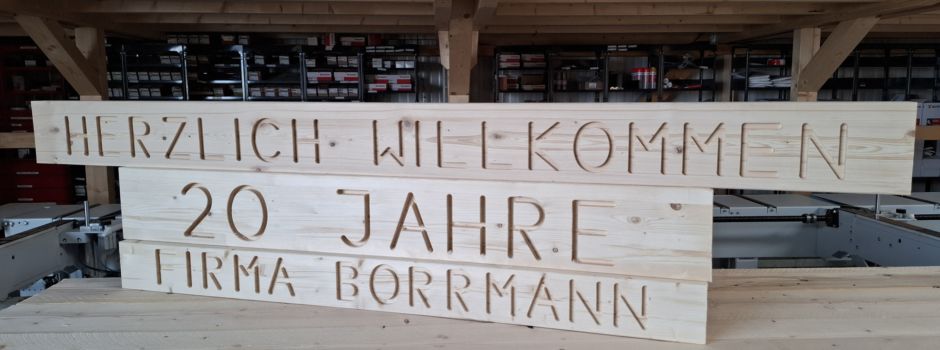 HERZLICH WILLKOMMEN
20 JAHRE
FIRMA BORRMANN